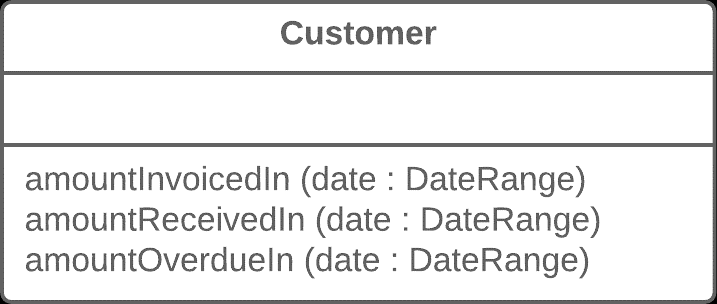 Customer
amountInvoicedIn (date : DateRange)
amountReceivedIn (date : DateRange)
amountOverdueIn (date : DateRange)